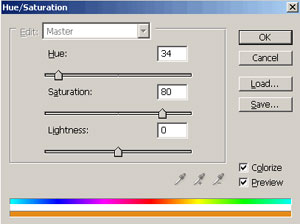 Hue/Saturation
Edit: Master
OK
Hue: 34
Cancel
Saturation: 80
Load...
Save...
Lightness: 0
Colorize
Preview